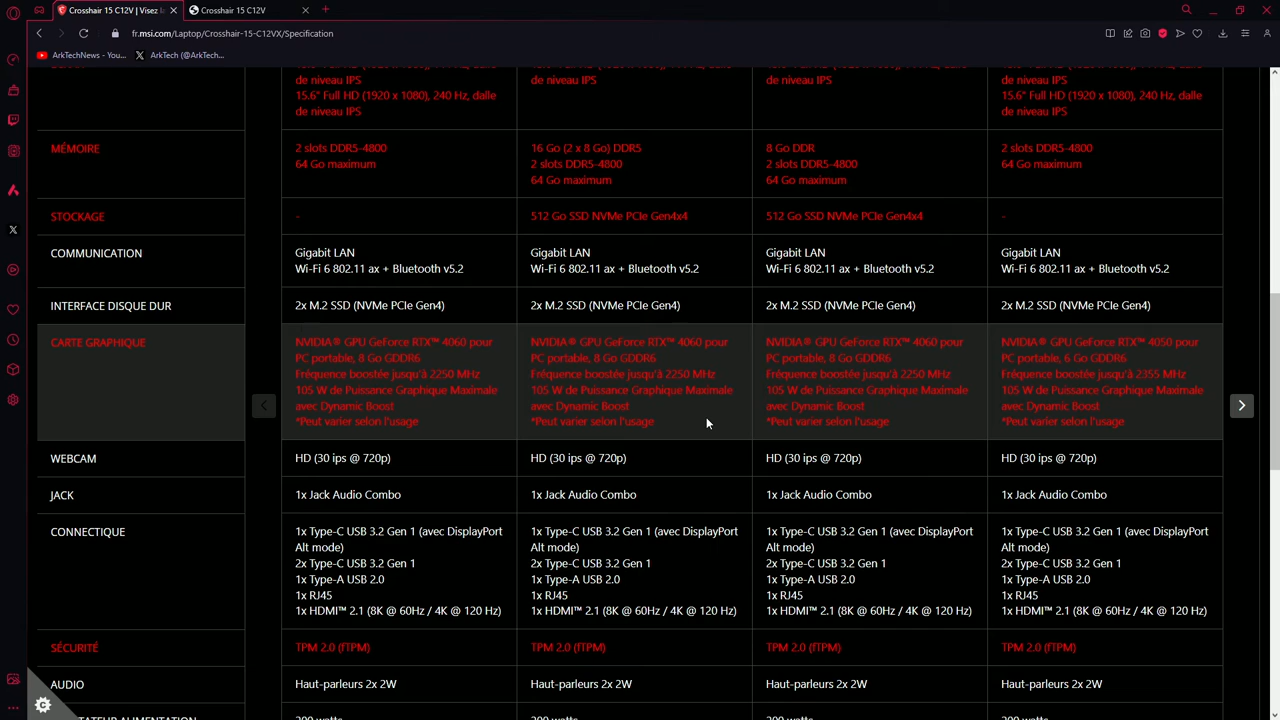 Crosshair 15 C12V | Visez l
Crosshair 15 C12V
fr.msi.com/Laptop/Crosshair-15-C12VX/Specification
ArkTechNews - You...
ArkTech (@ArkTech...
de niveau IPS
15.6" Full HD (1920 x 1080), 240 Hz, dalle
de niveau IPS
de niveau IPS
de niveau IPS
de niveau IPS
15.6" Full HD (1920 x 1080), 240 Hz, dalle
de niveau IPS
MÉMOIRE
2 slots DDR5-4800
64 Go maximum
16 Go (2 x 8 Go) DDR5
2 slots DDR5-4800
64 Go maximum
8 Go DDR
2 slots DDR5-4800
64 Go maximum
2 slots DDR5-4800
64 Go maximum
STOCKAGE
-
512 Go SSD NVMe PCIe Gen4x4
512 Go SSD NVMe PCIe Gen4x4
-
COMMUNICATION
Gigabit LAN
Wi-Fi 6 802.11 ax + Bluetooth v5.2
Gigabit LAN
Wi-Fi 6 802.11 ax + Bluetooth v5.2
Gigabit LAN
Wi-Fi 6 802.11 ax + Bluetooth v5.2
Gigabit LAN
Wi-Fi 6 802.11 ax + Bluetooth v5.2
INTERFACE DISQUE DUR
2x M.2 SSD (NVMe PCIe Gen4)
2x M.2 SSD (NVMe PCIe Gen4)
2x M.2 SSD (NVMe PCIe Gen4)
2x M.2 SSD (NVMe PCIe Gen4)
CARTE GRAPHIQUE
NVIDIA® GPU GeForce RTX™ 4060 pour
PC portable, 8 Go GDDR6
Fréquence boostée jusqu'à 2250 MHz
105 W de Puissance Graphique Maximale
avec Dynamic Boost
*Peut varier selon l'usage
NVIDIA® GPU GeForce RTX™ 4060 pour
PC portable, 8 Go GDDR6
Fréquence boostée jusqu'à 2250 MHz
105 W de Puissance Graphique Maximale
avec Dynamic Boost
*Peut varier selon l'usage
NVIDIA® GPU GeForce RTX™ 4060 pour
PC portable, 8 Go GDDR6
Fréquence boostée jusqu'à 2250 MHz
105 W de Puissance Graphique Maximale
avec Dynamic Boost
*Peut varier selon l'usage
NVIDIA® GPU GeForce RTX™ 4050 pour
PC portable, 6 Go GDDR6
Fréquence boostée jusqu'à 2355 MHz
105 W de Puissance Graphique Maximale
avec Dynamic Boost
*Peut varier selon l'usage
WEBCAM
HD (30 ips @ 720p)
HD (30 ips @ 720p)
HD (30 ips @ 720p)
HD (30 ips @ 720p)
JACK
1x Jack Audio Combo
1x Jack Audio Combo
1x Jack Audio Combo
1x Jack Audio Combo
CONNECTIQUE
1x Type-C USB 3.2 Gen 1 (avec DisplayPort
Alt mode)
2x Type-C USB 3.2 Gen 1
1x Type-A USB 2.0
1x RJ45
1x HDMI™ 2.1 (8K @ 60Hz / 4K @ 120 Hz)
1x Type-C USB 3.2 Gen 1 (avec DisplayPort
Alt mode)
2x Type-C USB 3.2 Gen 1
1x Type-A USB 2.0
1x RJ45
1x HDMI™ 2.1 (8K @ 60Hz / 4K @ 120 Hz)
1x Type-C USB 3.2 Gen 1 (avec DisplayPort
Alt mode)
2x Type-C USB 3.2 Gen 1
1x Type-A USB 2.0
1x RJ45
1x HDMI™ 2.1 (8K @ 60Hz / 4K @ 120 Hz)
1x Type-C USB 3.2 Gen 1 (avec DisplayPort
Alt mode)
2x Type-C USB 3.2 Gen 1
1x Type-A USB 2.0
1x RJ45
1x HDMI™ 2.1 (8K @ 60Hz / 4K @ 120 Hz)
SÉCURITÉ
TPM 2.0 (fTPM)
TPM 2.0 (fTPM)
TPM 2.0 (fTPM)
TPM 2.0 (fTPM)
AUDIO
Haut-parleurs 2x 2W
Haut-parleurs 2x 2W
Haut-parleurs 2x 2W
Haut-parleurs 2x 2W